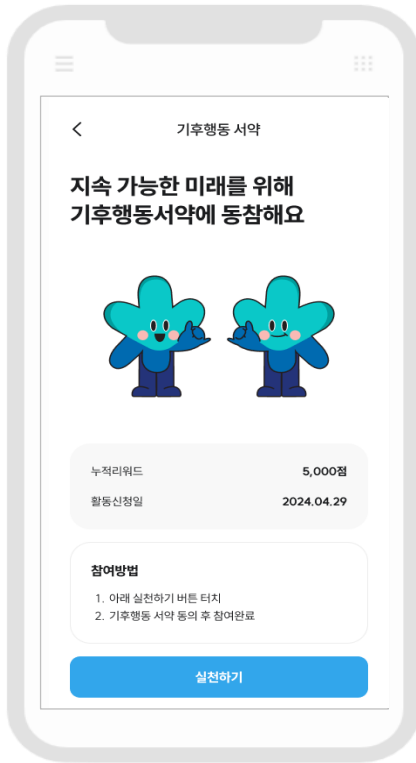 기후행동 서약
지속 가능한 미래를 위해
기후행동서약에 동참해요
누적리워드 5,000점
활동신청일 2024.04.29
참여방법
1. 아래 실천하기 버튼 터치
2. 기후행동 서약 동의 후 참여완료
실천하기